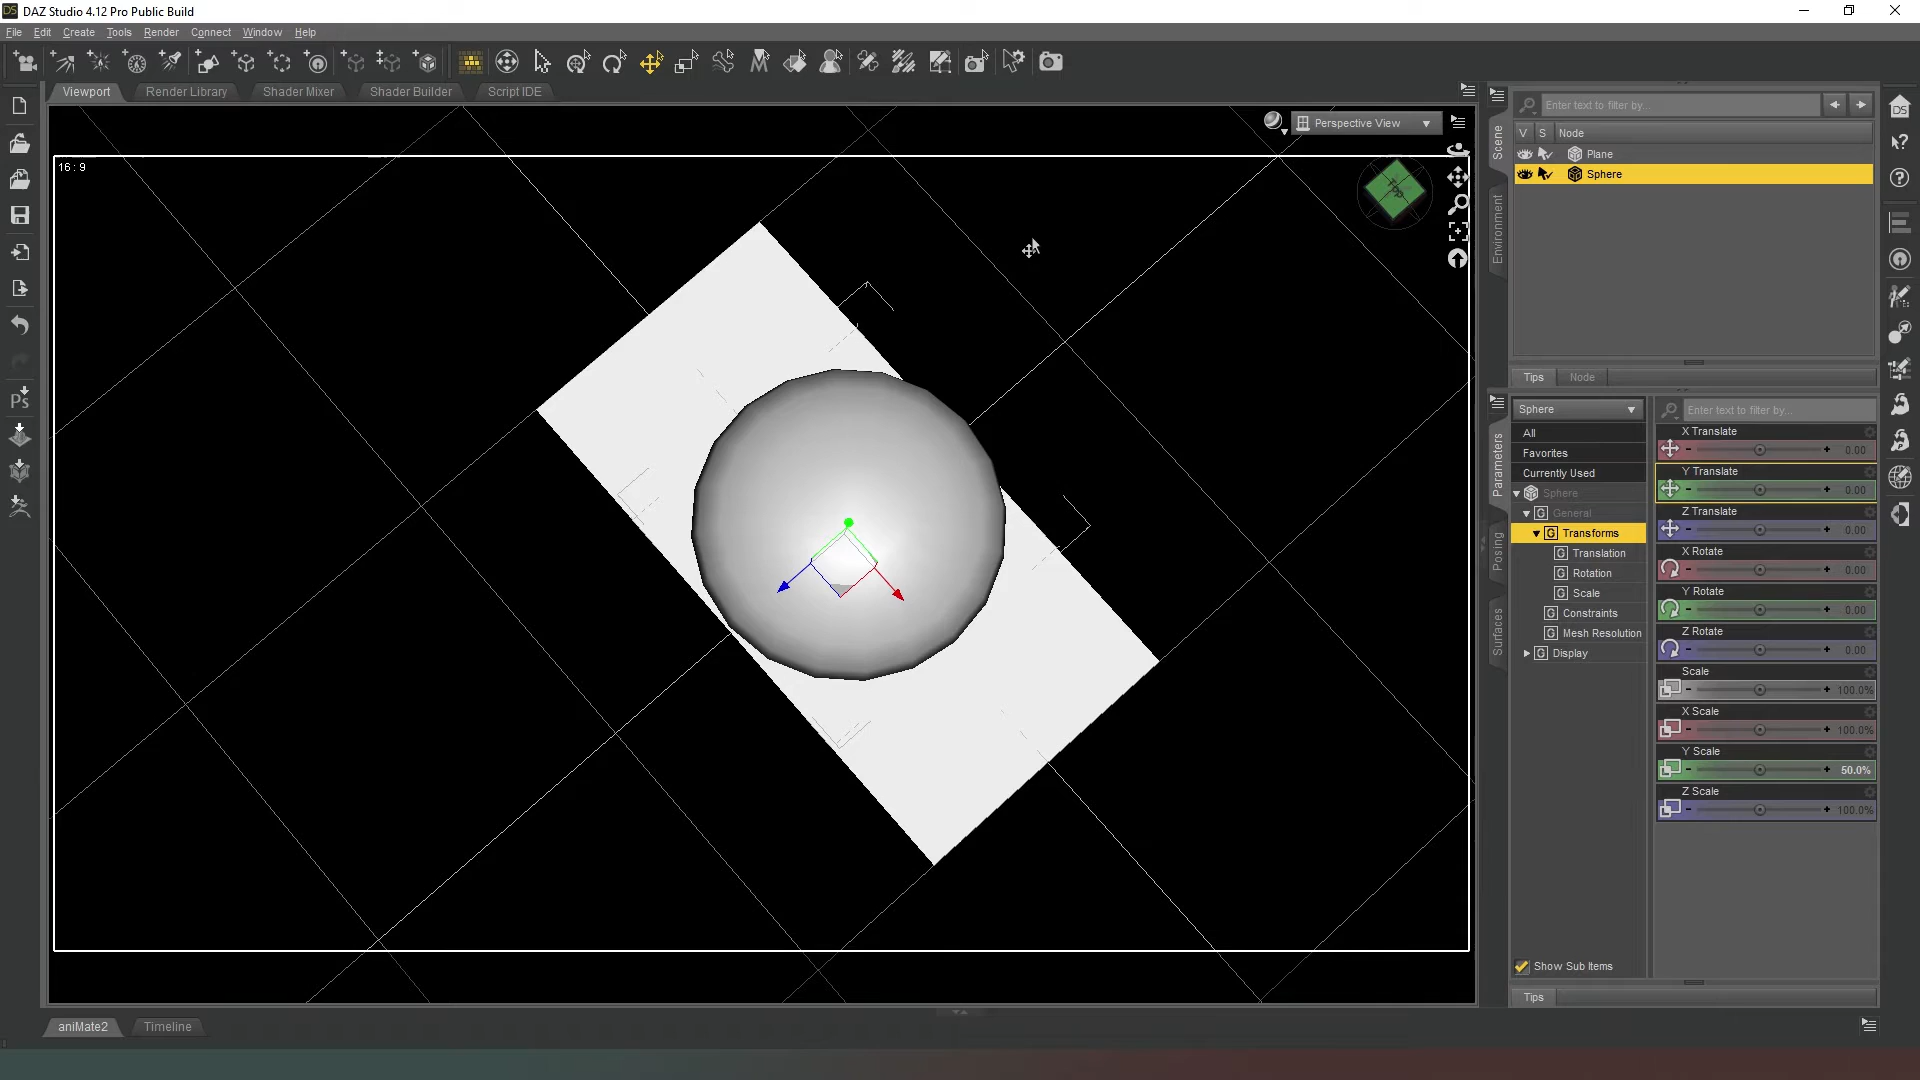 DAZ Studio 4.12 Pro Public Build
File Edit Create Tools Render Connect Window Help
Viewport Render Library Shader Mixer Shader Builder Script IDE
Perspective View
16 : 9
Scene
Environment
Enter text to filter by...
V S Node
Plane
Sphere
Tips Node
Parameters
Posing
Surfaces
Sphere
Enter text to filter by...
All
Favorites
Currently Used
Sphere
General
Transforms
Translation
Rotation
Scale
Constraints
Mesh Resolution
Display
X Translate
0.00
Y Translate
0.00
Z Translate
0.00
X Rotate
0.00
Y Rotate
0.00
Z Rotate
0.00
Scale
100.0%
X Scale
100.0%
Y Scale
50.0%
Z Scale
100.0%
Show Sub Items
Tips
aniMate2 Timeline